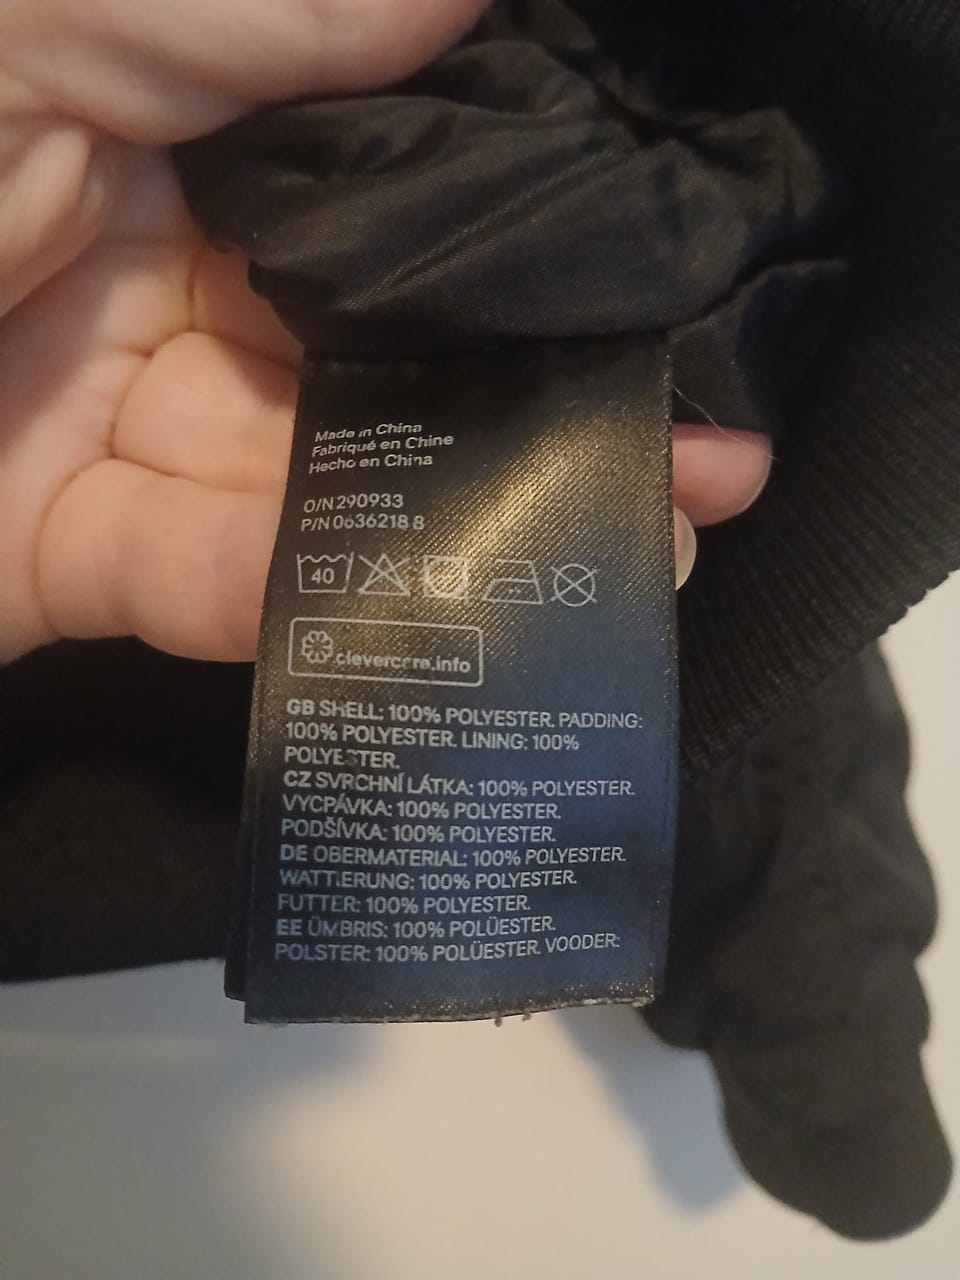 Made in China
Fabriqué en Chine
Hecho en China
O/N 290933
P/N 0636218 8
40
clevercare.info
GB SHELL: 100% POLYESTER. PADDING:
100% POLYESTER. LINING: 100%
POLYESTER.
CZ SVRCHNÍ LÁTKA: 100% POLYESTER.
VYCPÁVKA: 100% POLYESTER.
PODŠÍVKA: 100% POLYESTER.
DE OBERMATERIAL: 100% POLYESTER.
WATTIERUNG: 100% POLYESTER.
FUTTER: 100% POLYESTER.
EE ÜMBRIS: 100% POLÜESTER.
POLSTER: 100% POLÜESTER. VOODER: